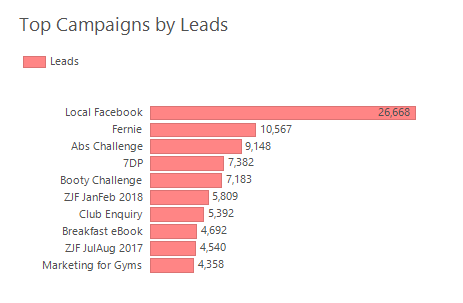 Top Campaigns by Leads
Leads
Local Facebook 26,668
Fernie 10,567
Abs Challenge 9,148
7DP 7,382
Booty Challenge 7,183
ZJF JanFeb 2018 5,809
Club Enquiry 5,392
Breakfast eBook 4,692
ZJF JulAug 2017 4,540
Marketing for Gyms 4,358